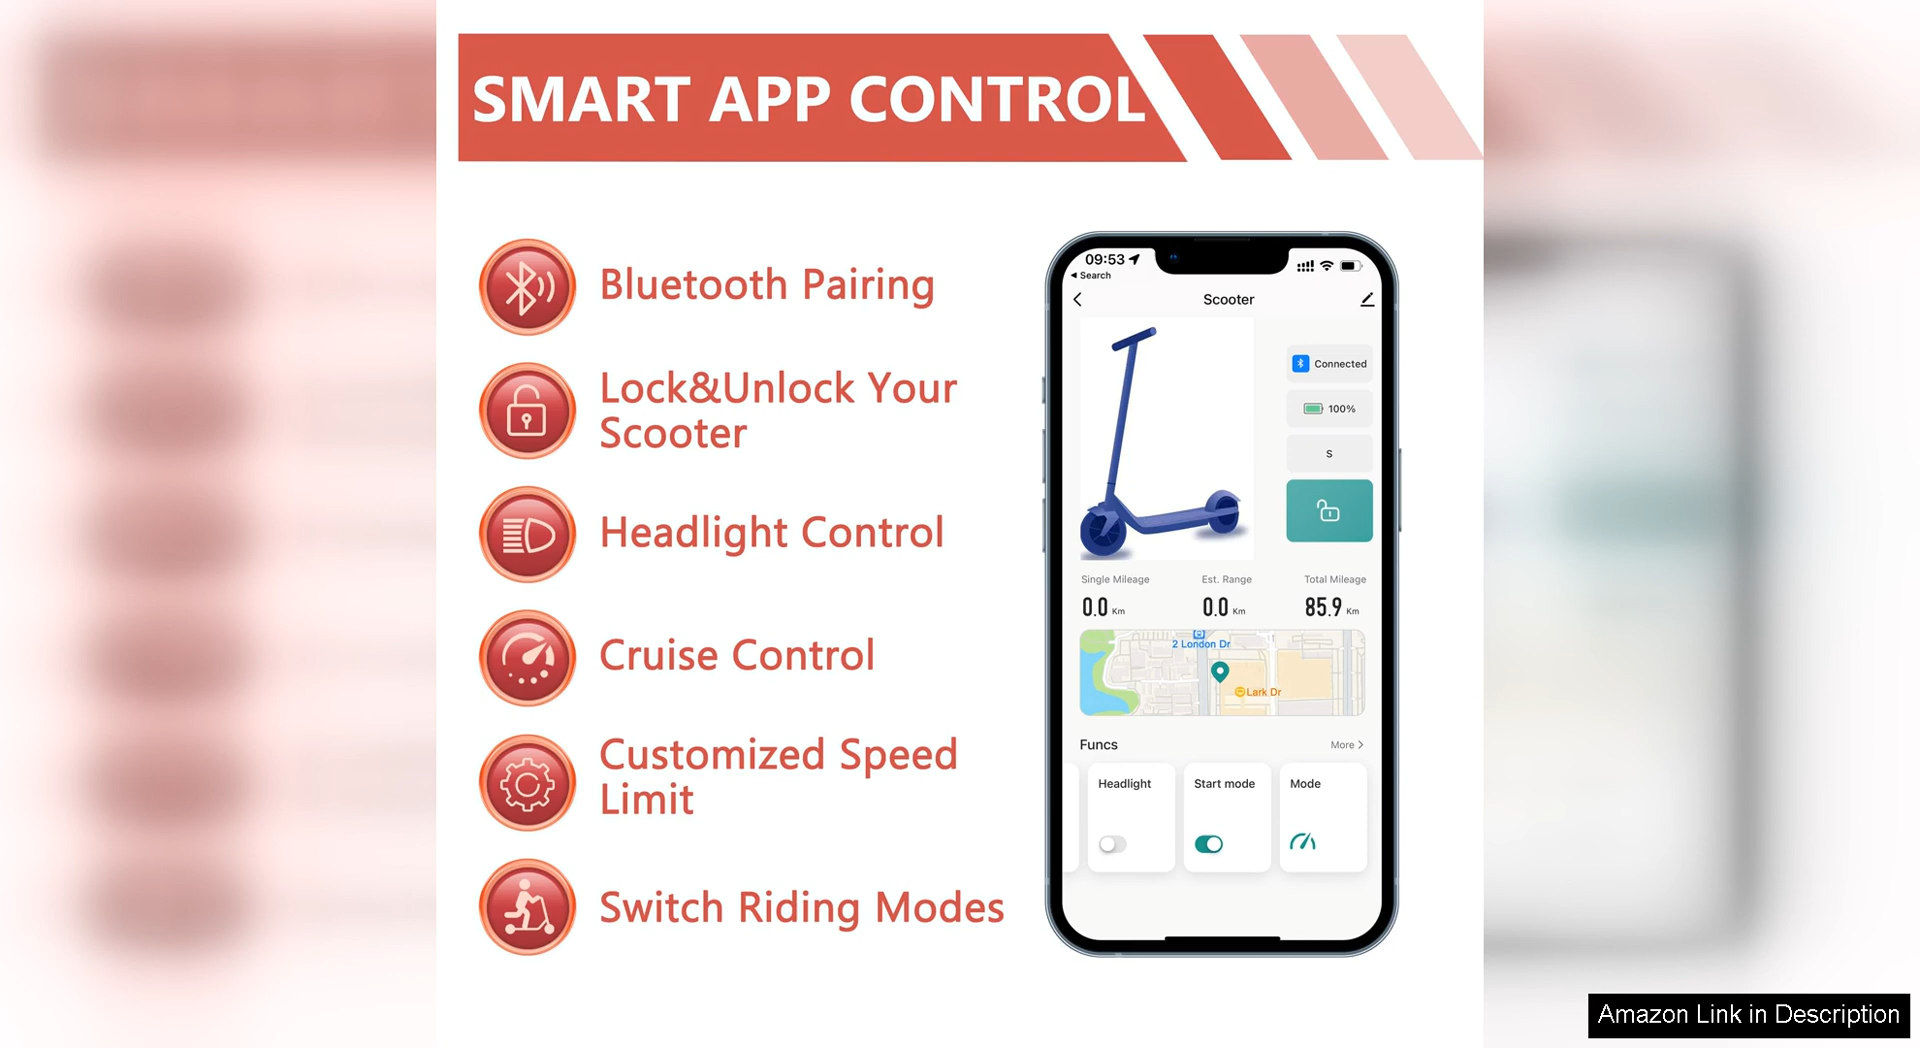 SMART APP CONTROL
Bluetooth Pairing
Lock&Unlock Your
Scooter
Headlight Control
Cruise Control
Customized Speed
Limit
Switch Riding Modes
09:53
Search
Scooter
Connected
100%
S
Single Mileage
Est. Range
Total Mileage
0.0 Km
0.0 Km
85.9 Km
2 London Dr
Lark Dr
Funcs
More >
Headlight
Start mode
Mode
Amazon Link in Description